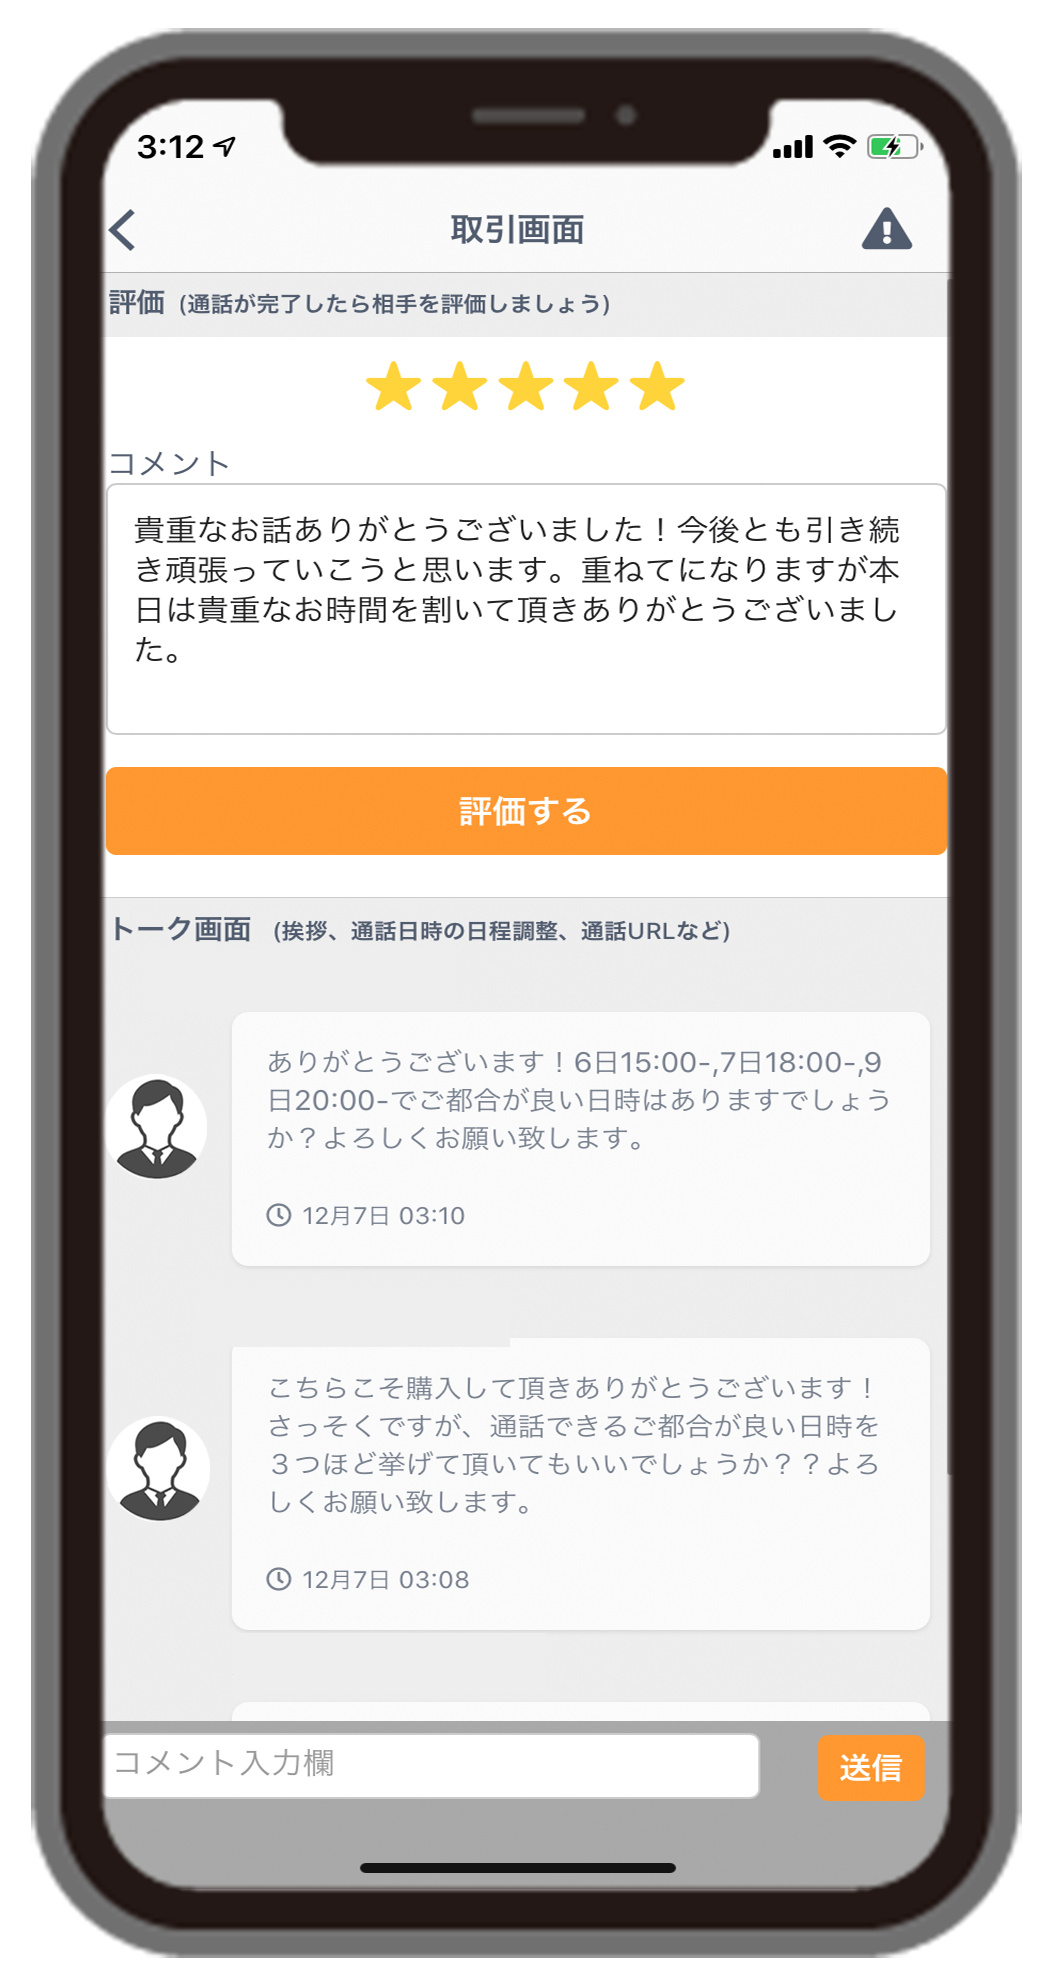 3:12
取引画面
評価 (通話が完了したら相手を評価しましょう)
コメント
貴重なお話ありがとうございました！今後とも引き続
き頑張っていこうと思います。重ねてになりますが本
日は貴重なお時間を割いて頂きありがとうございまし
た。
評価する
トーク画面 (挨拶、通話日時の日程調整、通話URLなど)
ありがとうございます！6日15:00-,7日18:00-,9
日20:00-でご都合が良い日時はありますでしょう
か？よろしくお願い致します。
12月7日 03:10
こちらこそ購入して頂きありがとうございます！
さっそくですが、通話できるご都合が良い日時を
３つほど挙げて頂いてもいいでしょうか？？よろ
しくお願い致します。
12月7日 03:08
コメント入力欄
送信